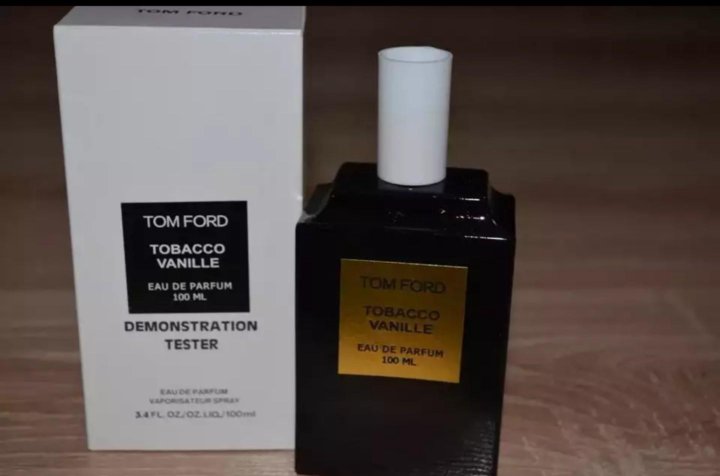 TOM FORD
TOM FORD
TOBACCO
VANILLE
EAU DE PARFUM
100 ML
DEMONSTRATION
TESTER
EAU DE PARFUM
VAPORISATEUR SPRAY
3.4 FL. OZ./OZ.LIQ./100ml
TOM FORD
TOBACCO
VANILLE
EAU DE PARFUM
100 ML